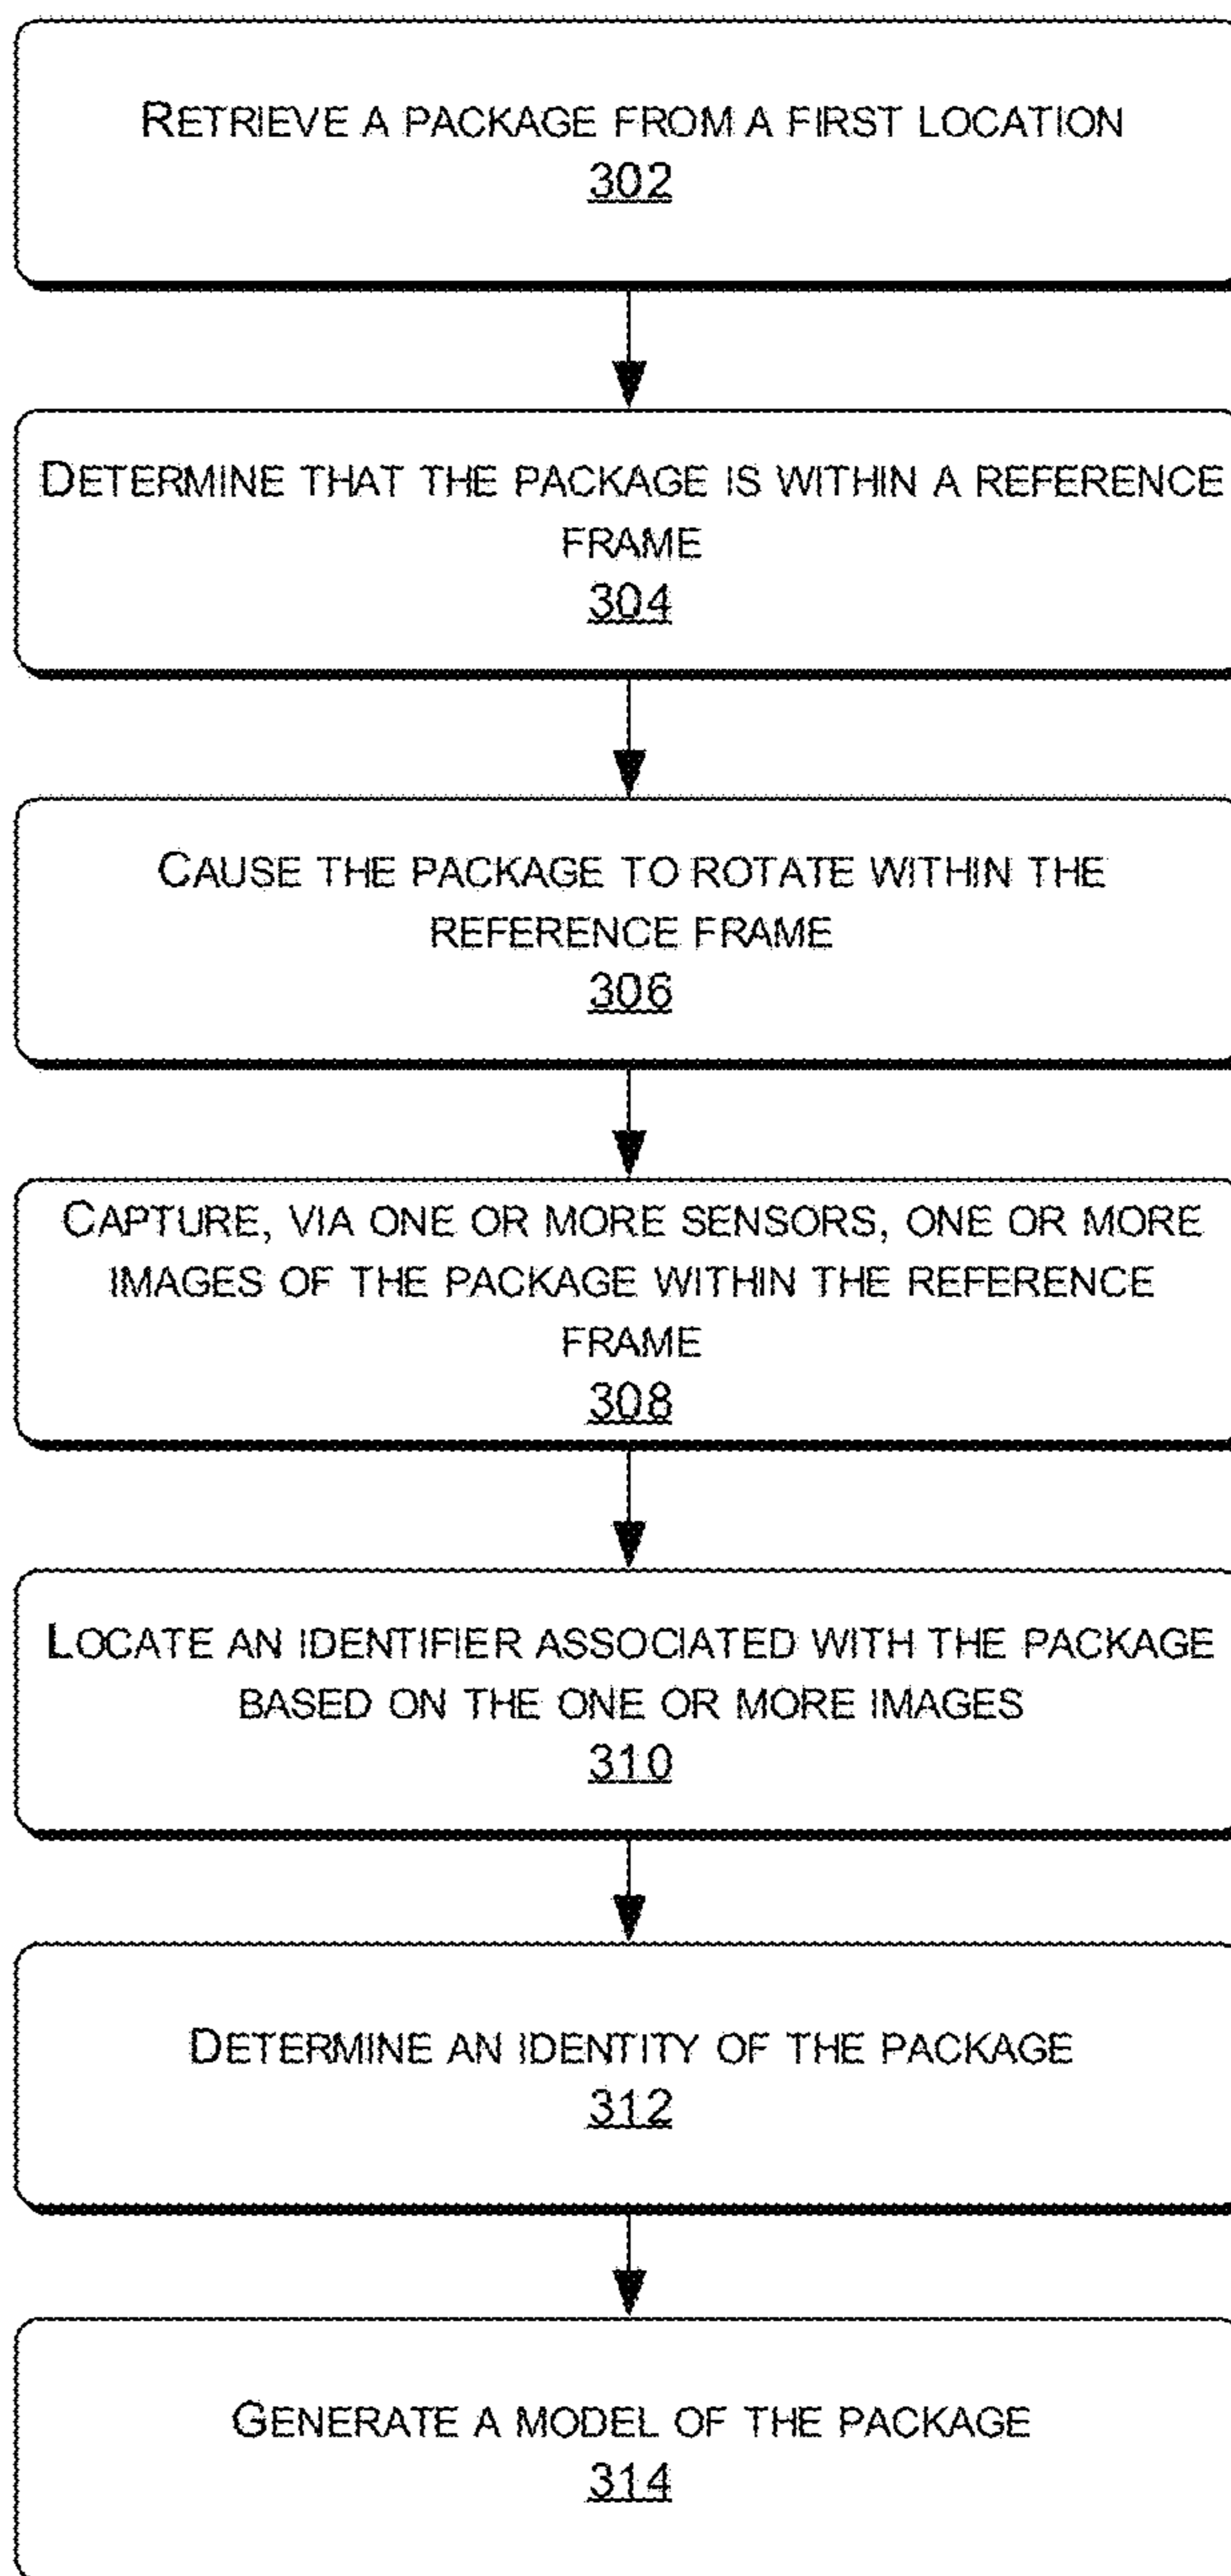 RETRIEVE A PACKAGE FROM A FIRST LOCATION
302
DETERMINE THAT THE PACKAGE IS WITHIN A REFERENCE
FRAME
304
CAUSE THE PACKAGE TO ROTATE WITHIN THE
REFERENCE FRAME
306
CAPTURE, VIA ONE OR MORE SENSORS, ONE OR MORE
IMAGES OF THE PACKAGE WITHIN THE REFERENCE
FRAME
308
LOCATE AN IDENTIFIER ASSOCIATED WITH THE PACKAGE
BASED ON THE ONE OR MORE IMAGES
310
DETERMINE AN IDENTITY OF THE PACKAGE
312
GENERATE A MODEL OF THE PACKAGE
314